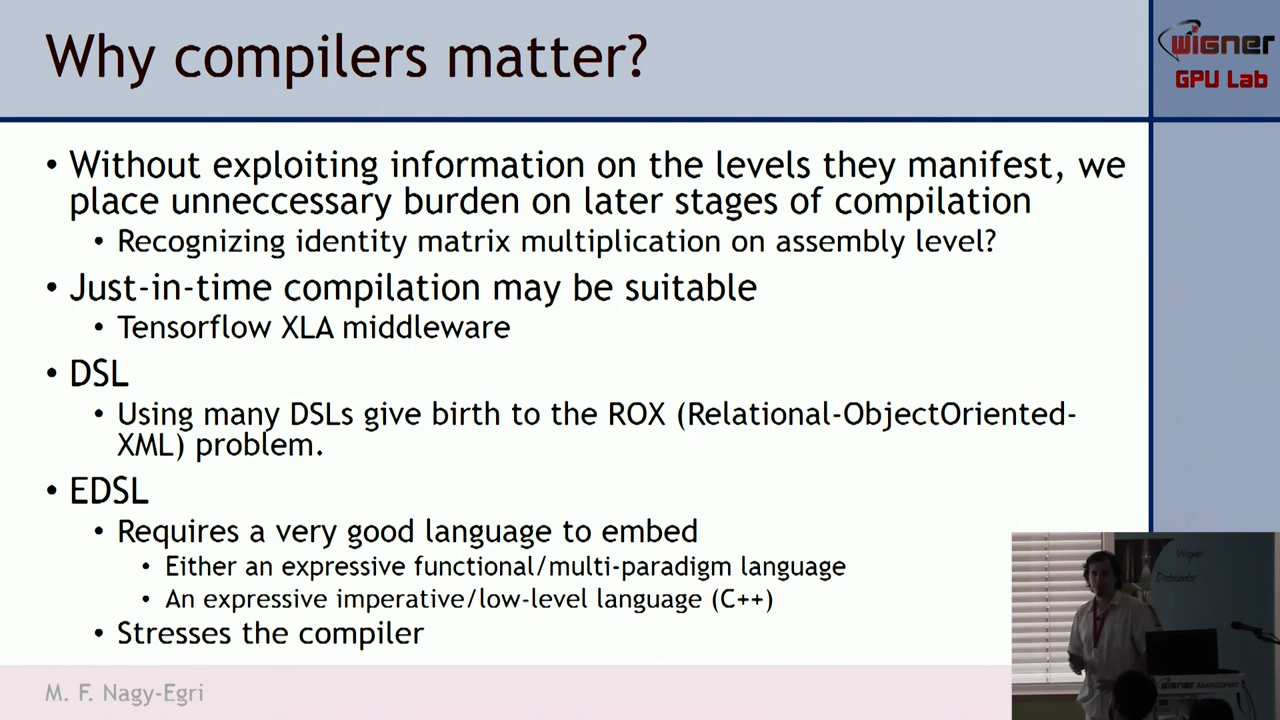 Why compilers matter?
wigner
GPU Lab
• Without exploiting information on the levels they manifest, we
place unneccessary burden on later stages of compilation
• Recognizing identity matrix multiplication on assembly level?
• Just-in-time compilation may be suitable
• Tensorflow XLA middleware
• DSL
• Using many DSLs give birth to the ROX (Relational-ObjectOriented-
XML) problem.
• EDSL
• Requires a very good language to embed
• Either an expressive functional/multi-paradigm language
• An expressive imperative/low-level language (C++)
• Stresses the compiler
M. F. Nagy-Egri
Wigner
Datacenter
wigner